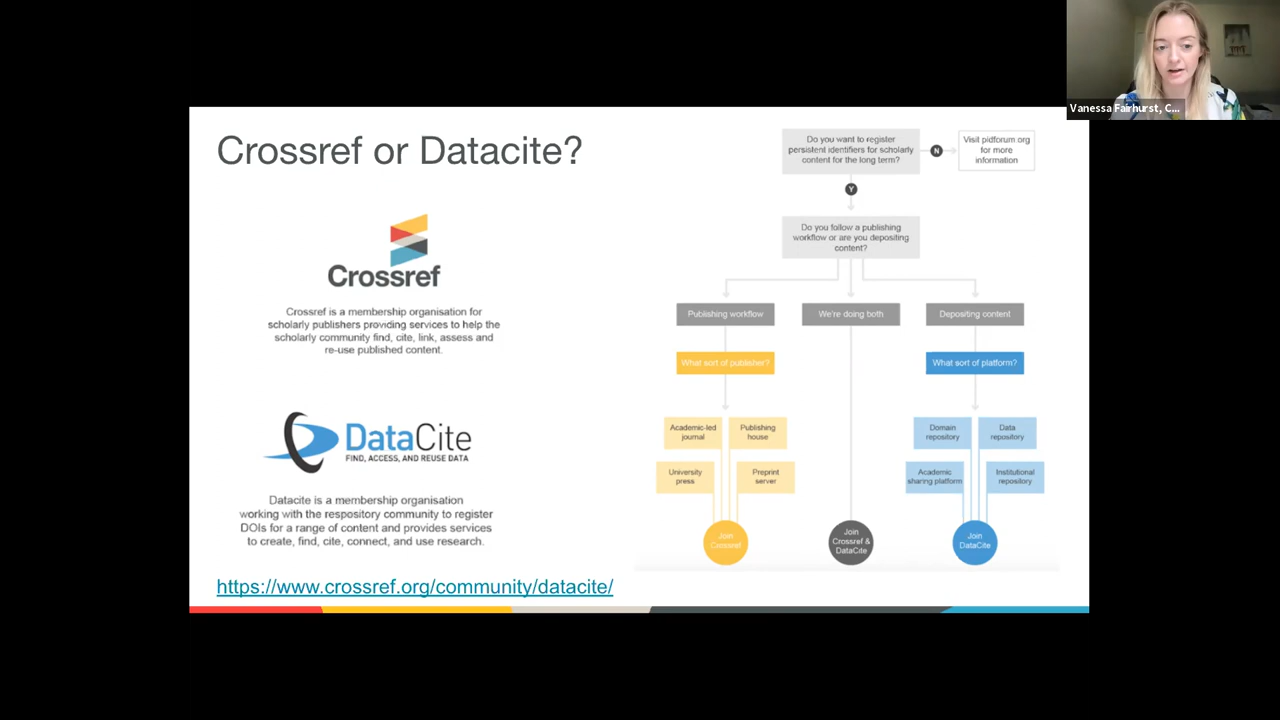 Vanessa Fairhurst, C...
Crossref or Datacite?
Crossref
Crossref is a membership organisation for
scholarly publishers providing services to help the
scholarly community find, cite, link, assess and
re-use published content.
DataCite
FIND, ACCESS, AND REUSE DATA
Datacite is a membership organisation
working with the respository community to register
DOIs for a range of content and provides services
to create, find, cite, connect, and use research.
https://www.crossref.org/community/datacite/
Do you want to register
persistent identifiers for scholarly
content for the long term?
N
Visit pidforum.org
for more
information
Y
Do you follow a publishing
workflow or are you depositing
content?
Publishing workflow
We're doing both
Depositing content
What sort of publisher?
What sort of platform?
Academic-led
journal
Publishing
house
University
press
Preprint
server
Domain
repository
Data
repository
Academic
sharing platform
Institutional
repository
Join
Crossref
Join
Crossref &
DataCite
Join
DataCite